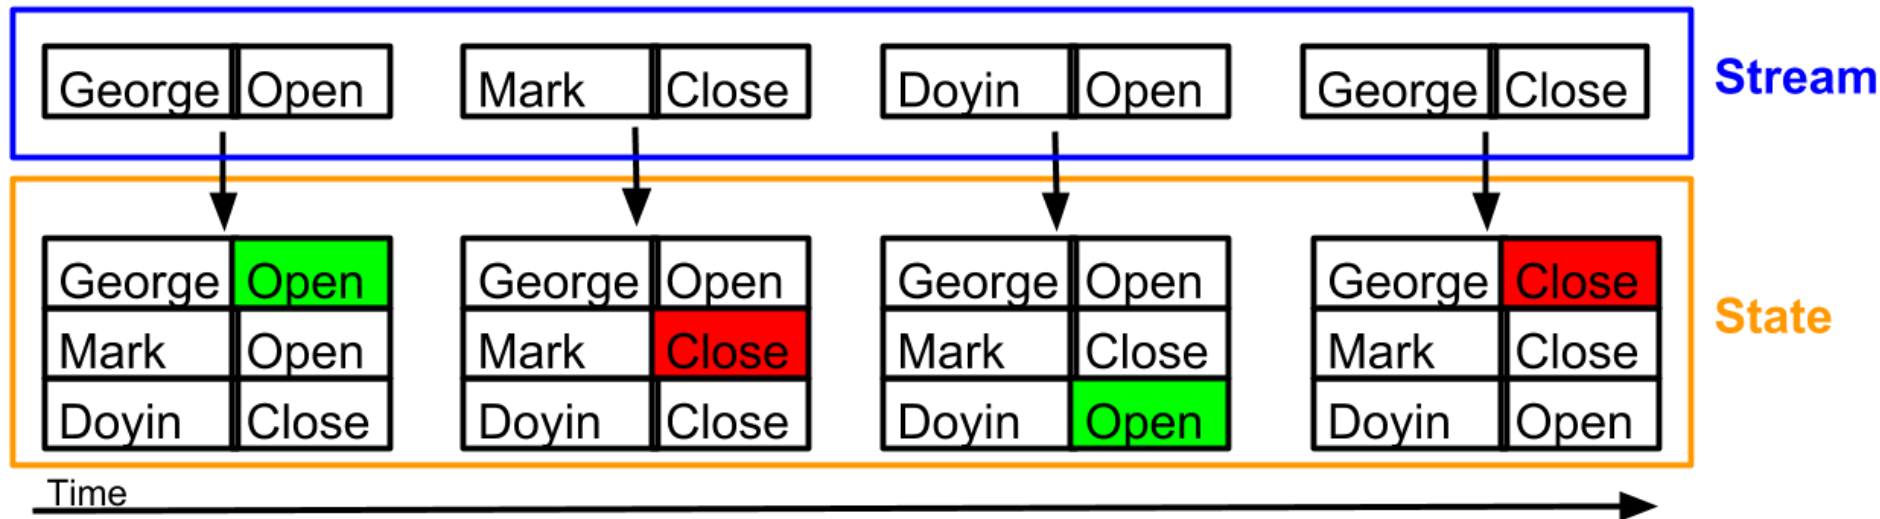 George Open Mark Close Doyin Open George Close
Stream
George Open George Open George Open George Close
Mark Open Mark Close Mark Close Mark Close
State
Doyin Close Doyin Close Doyin Open Doyin Open
Time